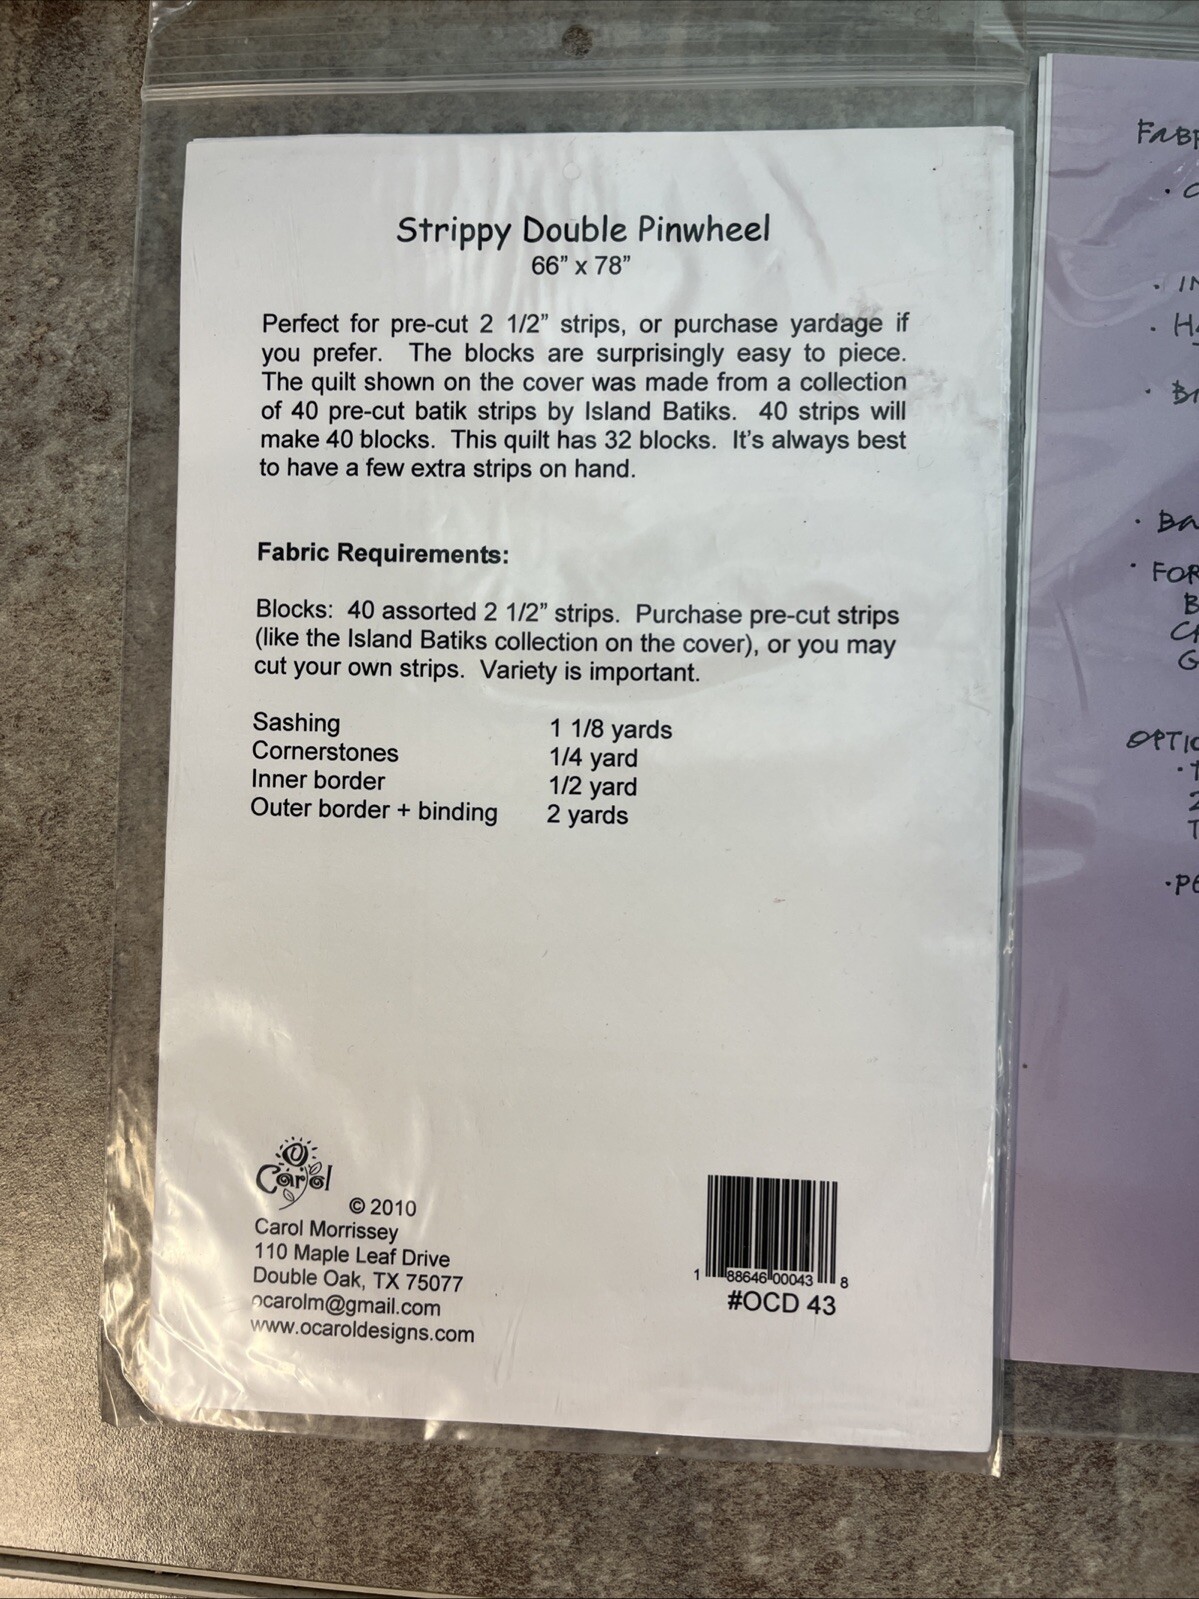 Strippy Double Pinwheel
66” x 78”
Perfect for pre-cut 2 1/2” strips, or purchase yardage if
you prefer. The blocks are surprisingly easy to piece.
The quilt shown on the cover was made from a collection
of 40 pre-cut batik strips by Island Batiks. 40 strips will
make 40 blocks. This quilt has 32 blocks. It’s always best
to have a few extra strips on hand.
Fabric Requirements:
Blocks: 40 assorted 2 1/2” strips. Purchase pre-cut strips
(like the Island Batiks collection on the cover), or you may
cut your own strips. Variety is important.
Sashing 1 1/8 yards
Cornerstones 1/4 yard
Inner border 1/2 yard
Outer border + binding 2 yards
Carol
© 2010
Carol Morrissey
110 Maple Leaf Drive
Double Oak, TX 75077
ocarolm@gmail.com
www.ocaroldesigns.com
1 88646 00043 8
#OCD 43